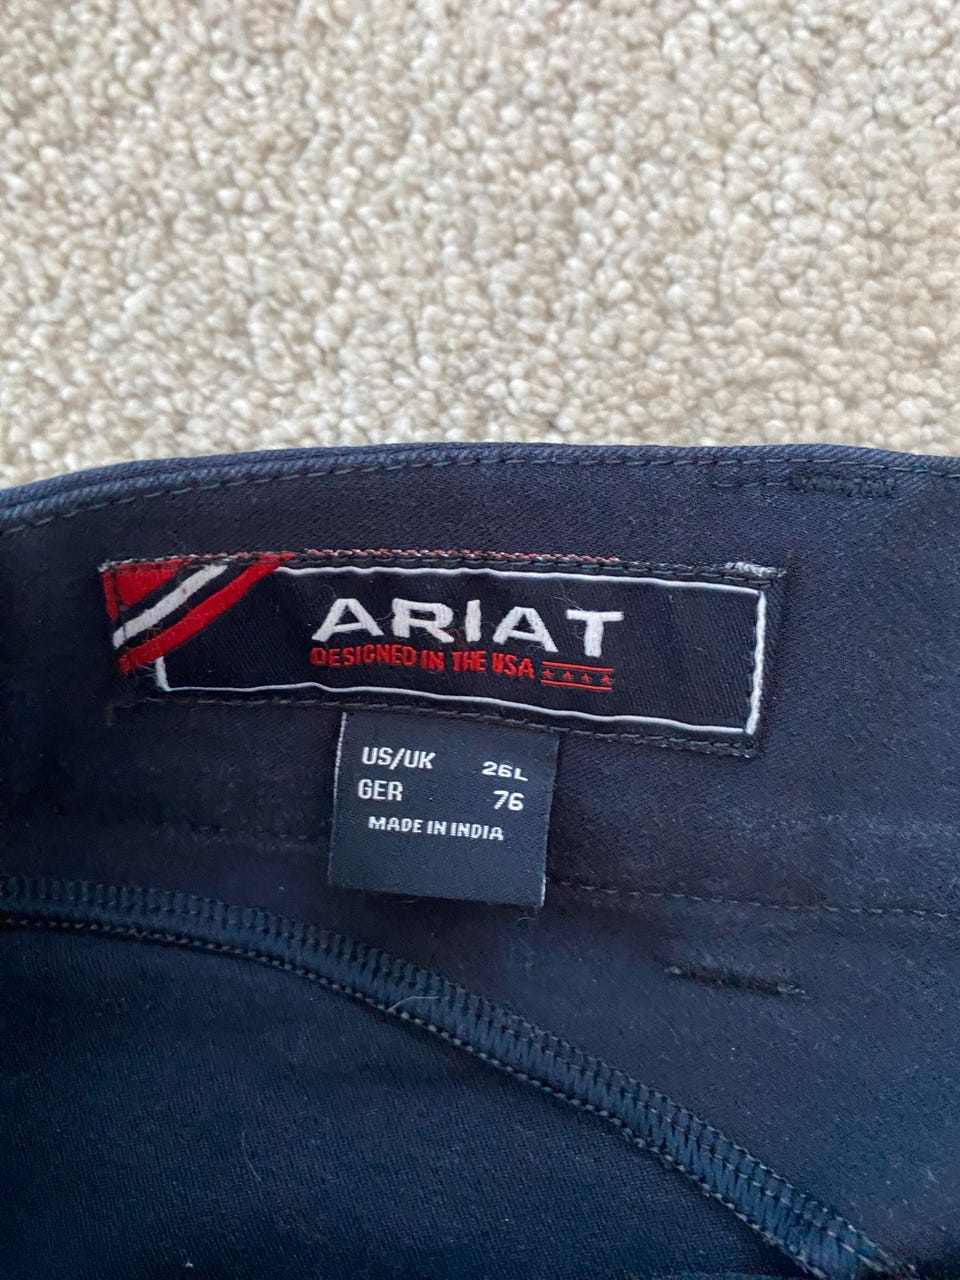 ARIAT
DESIGNED IN THE USA
US/UK 26L
GER 76
MADE IN INDIA